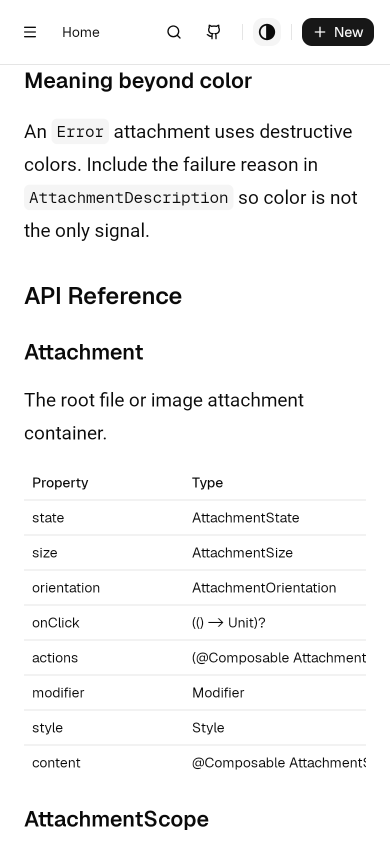 Home
New
Meaning beyond color
An Error attachment uses destructive
colors. Include the failure reason in
AttachmentDescription so color is not
the only signal.
API Reference
Attachment
The root file or image attachment
container.
Property Type
state AttachmentState
size AttachmentSize
orientation AttachmentOrientation
onClick (() -> Unit)?
actions (@Composable Attachment
modifier Modifier
style Style
content @Composable AttachmentS
AttachmentScope